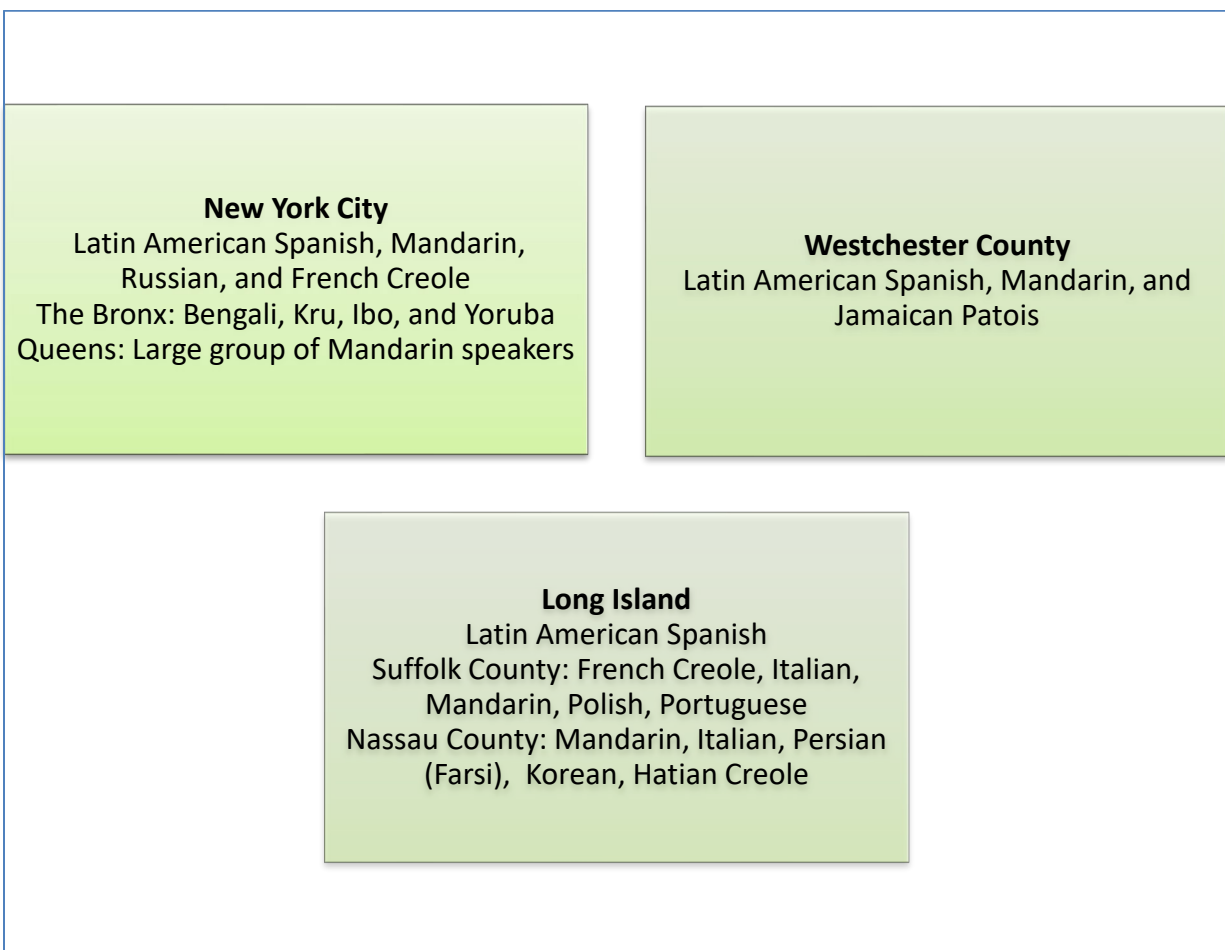 New York City
Latin American Spanish, Mandarin,
Russian, and French Creole
The Bronx: Bengali, Kru, Ibo, and Yoruba
Queens: Large group of Mandarin speakers
Westchester County
Latin American Spanish, Mandarin, and
Jamaican Patois
Long Island
Latin American Spanish
Suffolk County: French Creole, Italian,
Mandarin, Polish, Portuguese
Nassau County: Mandarin, Italian, Persian
(Farsi),  Korean, Hatian Creole